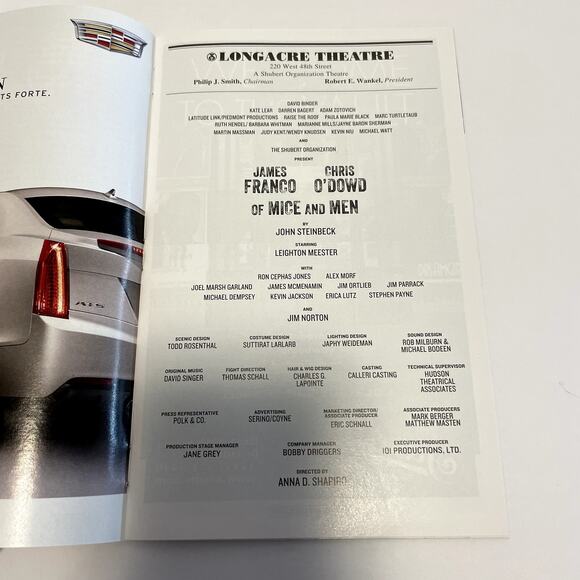 N
TS FORTE.
ATS
LONGACRE THEATRE
220 West 48th Street
A Shubert Organization Theatre
Philip J. Smith, Chairman Robert E. Wankel, President
DAVID BINDER
KATE LEAR DARREN BAGERT ADAM ZOTOVICH
LATITUDE LINK/PIEDMONT PRODUCTIONS RAISE THE ROOF PAULA MARIE BLACK MARC TURTLETAUB
RUTH HENDEL/ BARBARA WHITMAN MARIANNE MILLS/JAYNE BARON SHERMAN
MARTIN MASSMAN JUDY KENT/WENDY KNUDSEN KEVIN NIU MICHAEL WATT
AND
THE SHUBERT ORGANIZATION
PRESENT
JAMES CHRIS
FRANCO O'DOWD
OF MICE AND MEN
BY
JOHN STEINBECK
STARRING
LEIGHTON MEESTER
WITH
RON CEPHAS JONES ALEX MORF
JOEL MARSH GARLAND JAMES MCMENAMIN JIM ORTLIEB JIM PARRACK
MICHAEL DEMPSEY KEVIN JACKSON ERICA LUTZ STEPHEN PAYNE
AND
JIM NORTON
SCENIC DESIGN COSTUME DESIGN LIGHTING DESIGN SOUND DESIGN
TODD ROSENTHAL SUTTIRAT LARLARB JAPHY WEIDEMAN ROB MILBURN &
MICHAEL BODEEN
ORIGINAL MUSIC FIGHT DIRECTION HAIR & WIG DESIGN CASTING TECHNICAL SUPERVISOR
DAVID SINGER THOMAS SCHALL CHARLES G. CALLERI CASTING HUDSON
LAPOINTE THEATRICAL
ASSOCIATES
PRESS REPRESENTATIVE ADVERTISING MARKETING DIRECTOR/ ASSOCIATE PRODUCERS
POLK & CO. SERINO/COYNE ASSOCIATE PRODUCER MARK BERGER
ERIC SCHNALL MATTHEW MASTEN
PRODUCTION STAGE MANAGER COMPANY MANAGER EXECUTIVE PRODUCER
JANE GREY BOBBY DRIGGERS 101 PRODUCTIONS, LTD.
DIRECTED BY
ANNA D. SHAPIRO